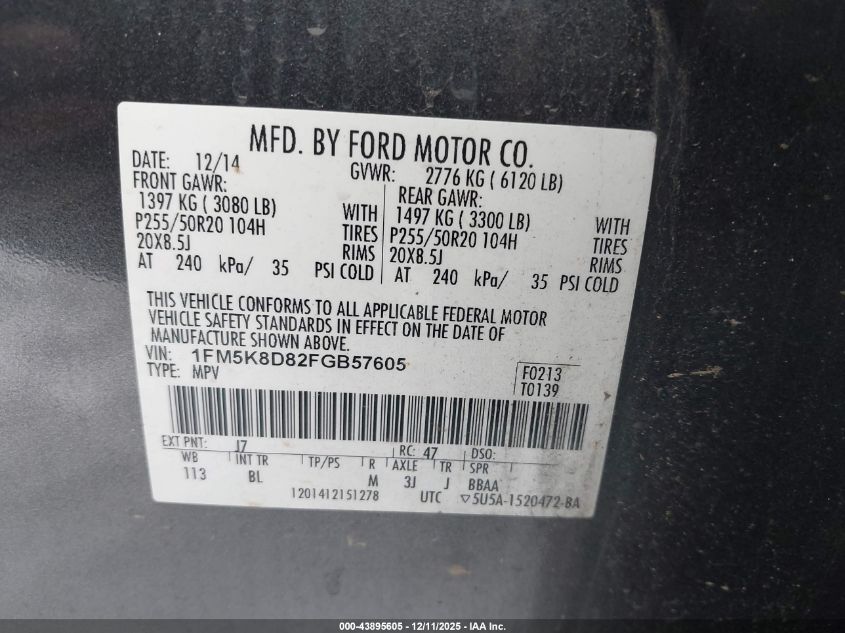 MFD. BY FORD MOTOR CO.
DATE: 12/14 GVWR: 2776 KG ( 6120 LB)
FRONT GAWR: REAR GAWR:
1397 KG ( 3080 LB) WITH 1497 KG ( 3300 LB) WITH
P255/50R20 104H TIRES P255/50R20 104H TIRES
20X8.5J RIMS 20X8.5J RIMS
AT 240 kPa/ 35 PSI COLD AT 240 kPa/ 35 PSI COLD
THIS VEHICLE CONFORMS TO ALL APPLICABLE FEDERAL MOTOR
VEHICLE SAFETY STANDARDS IN EFFECT ON THE DATE OF
MANUFACTURE SHOWN ABOVE.
VIN: 1FM5K8D82FGB57605
TYPE: MPV
F0213
T0139
EXT PNT: J7 RC: 47 DSO:
WB INT TR TP/PS R AXLE TR SPR
113 BL M 3J J BBAA
1201412151278 UTC ▽5U5A-1520472-BA
000-43895605 - 12/11/2025 - IAA Inc.